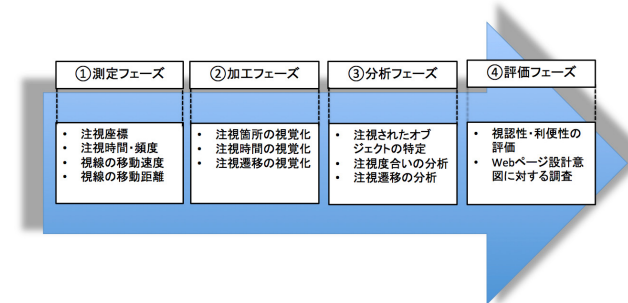 ①測定フェーズ
②加工フェーズ
③分析フェーズ
④評価フェーズ
• 注視座標
• 注視時間・頻度
• 視線の移動速度
• 視線の移動距離
• 注視箇所の視覚化
• 注視時間の視覚化
• 注視遷移の視覚化
• 注視されたオブ
ジェクトの特定
• 注視度合いの分析
• 注視遷移の分析
• 視認性・利便性の
評価
• Webページ設計意
図に対する調査